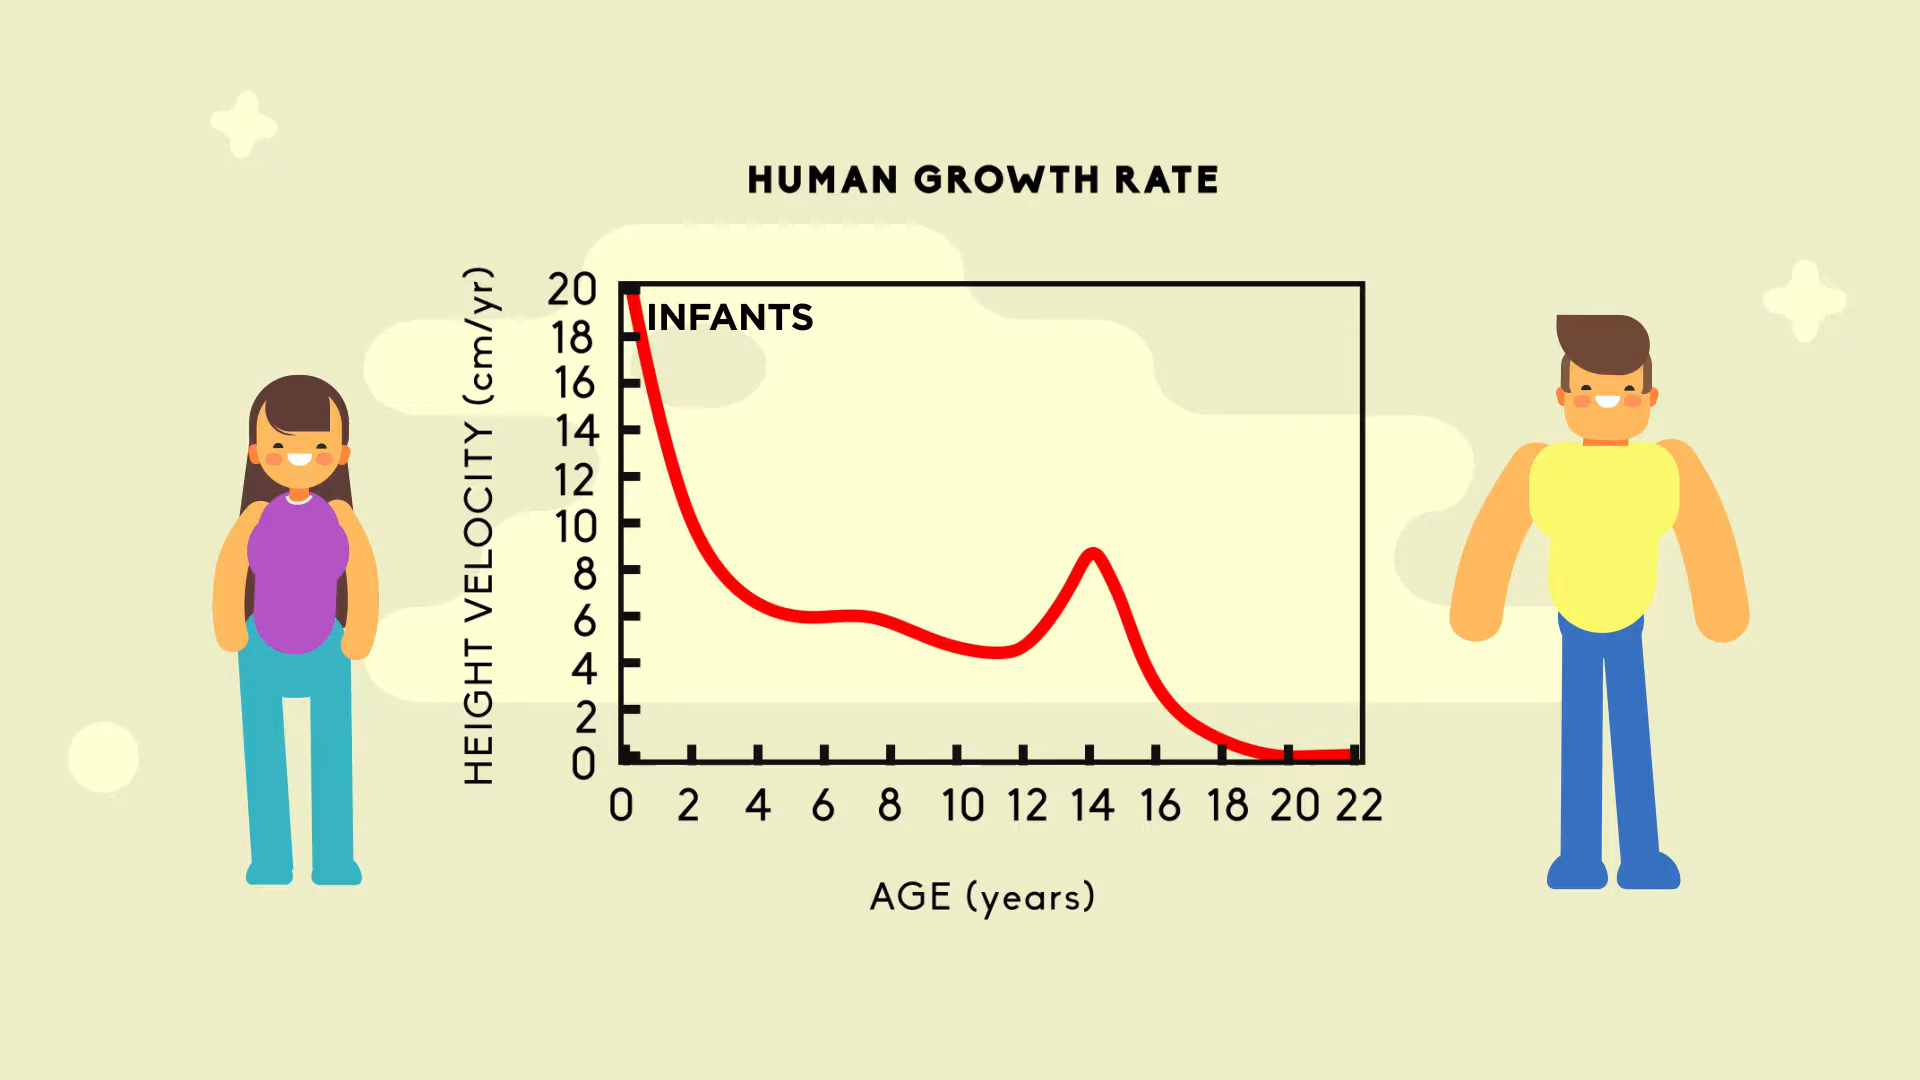 HUMAN GROWTH RATE
HEIGHT VELOCITY (cm/yr)
20
18
16
14
12
10
8
6
4
2
0
INFANTS
0 2 4 6 8 10 12 14 16 18 20 22
AGE (years)